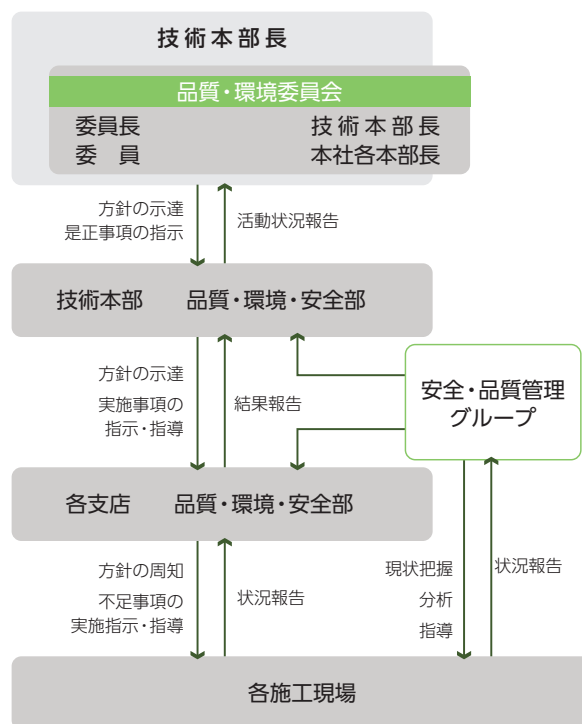 技術本部長
品質・環境委員会
委員長 技術本部長
委　員 本社各本部長
方針の示達
是正事項の指示
活動状況報告
技術本部 品質・環境・安全部
方針の示達
実施事項の
指示・指導
結果報告
安全・品質管理
グループ
各支店 品質・環境・安全部
方針の周知
不足事項の
実施指示・指導
状況報告
現状把握
分析
指導
状況報告
各施工現場